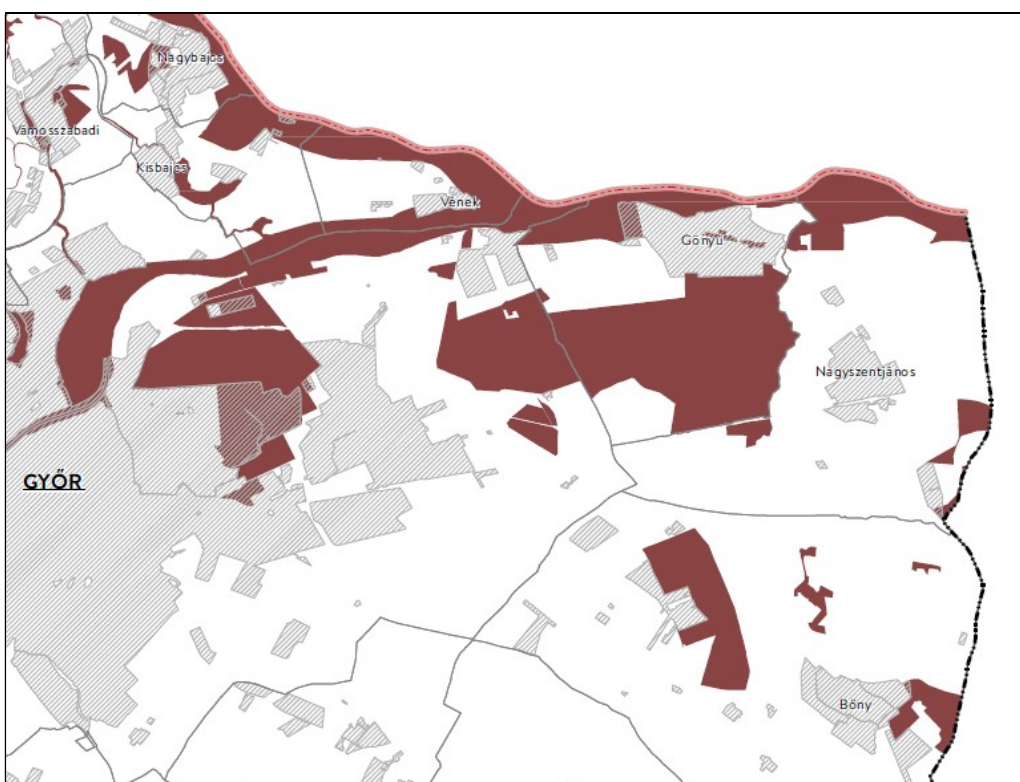 Nagybajcs
Vámosszabadi
Kisbajcs
Vének
Gönyű
Nagyszentjános
GYŐR
Bőny